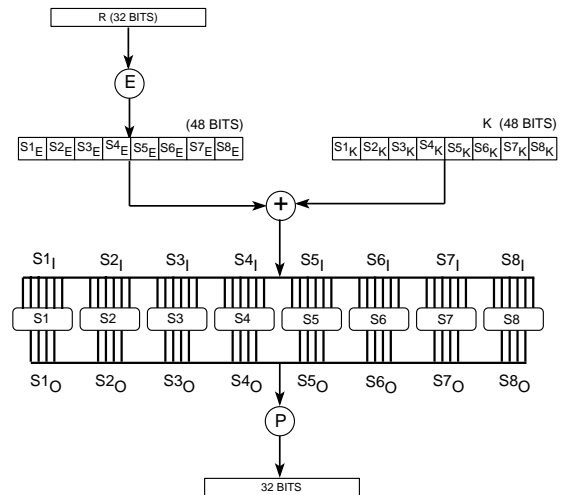 R (32 BITS)
E
(48 BITS)
K (48 BITS)
S1E S2E S3E S4E S5E S6E S7E S8E
S1K S2K S3K S4K S5K S6K S7K S8K
+
S1I S2I S3I S4I S5I S6I S7I S8I
S1 S2 S3 S4 S5 S6 S7 S8
S1O S2O S3O S4O S5O S6O S7O S8O
P
32 BITS